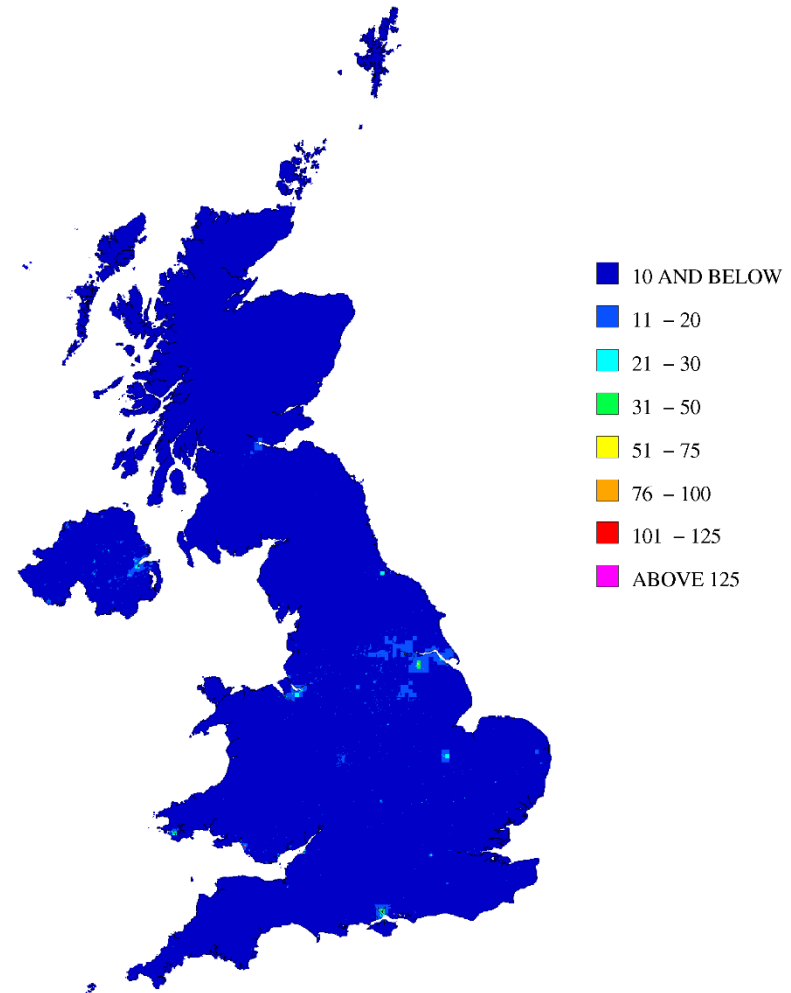 10 AND BELOW
11 – 20
21 – 30
31 – 50
51 – 75
76 – 100
101 – 125
ABOVE 125